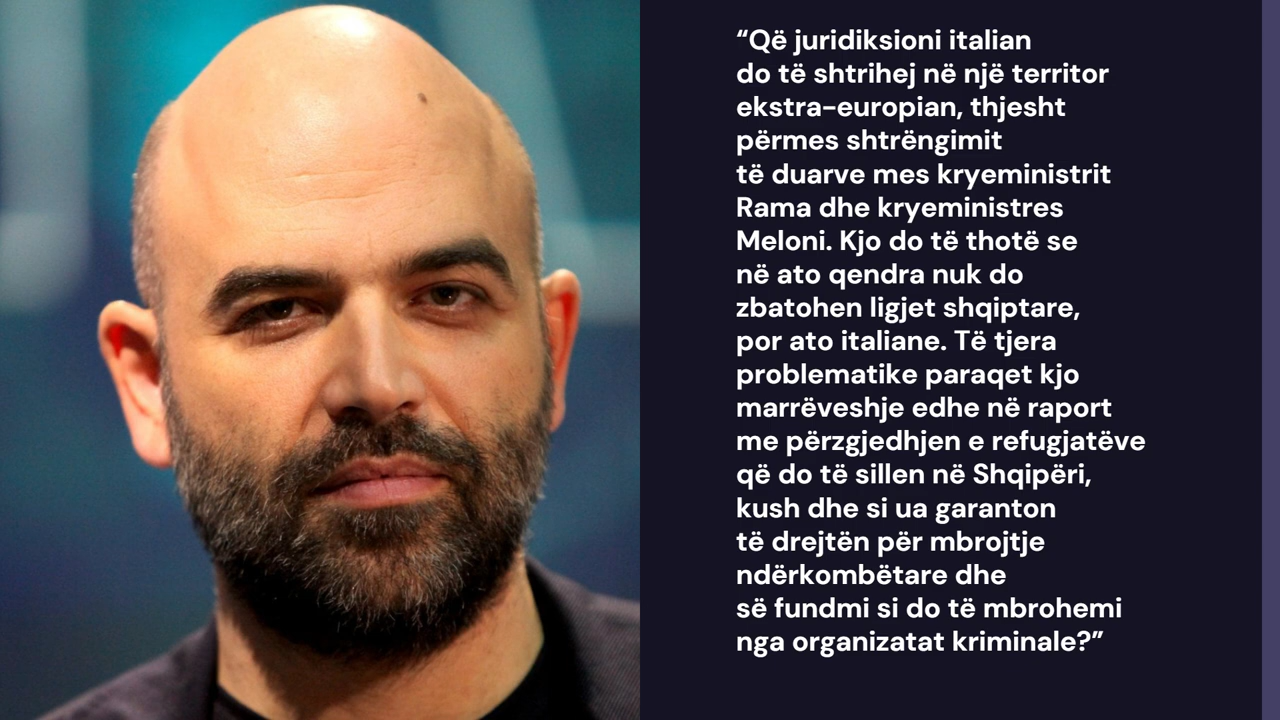 “Që juridiksioni italian
do të shtrihej në një territor
ekstra-europian, thjesht
përmes shtrëngimit
të duarve mes kryeministrit
Rama dhe kryeministres
Meloni. Kjo do të thotë se
në ato qendra nuk do
zbatohen ligjet shqiptare,
por ato italiane. Të tjera
problematike paraqet kjo
marrëveshje edhe në raport
me përzgjedhjen e refugjatëve
që do të sillen në Shqipëri,
kush dhe si ua garanton
të drejtën për mbrojtje
ndërkombëtare dhe
së fundmi si do të mbrohemi
nga organizatat kriminale?”